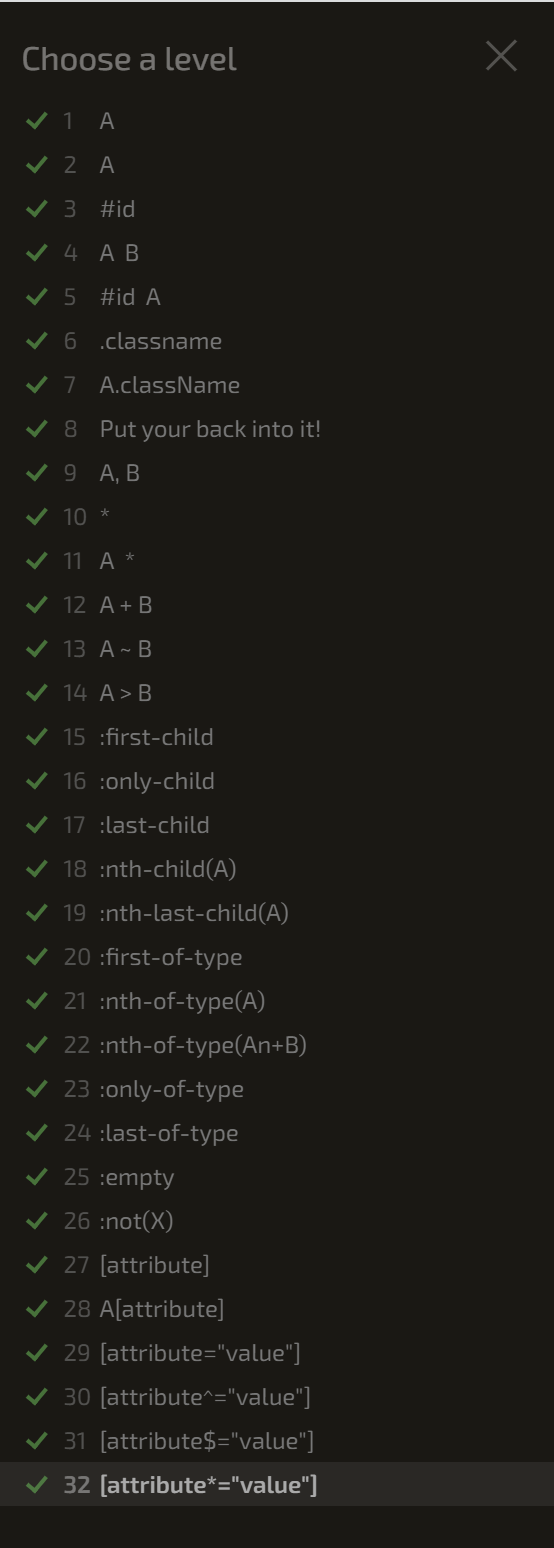 Choose a level
1 A
2 A
3 #id
4 A B
5 #id A
6 .classname
7 A.className
8 Put your back into it!
9 A, B
10 *
11 A *
12 A + B
13 A ~ B
14 A > B
15 :first-child
16 :only-child
17 :last-child
18 :nth-child(A)
19 :nth-last-child(A)
20 :first-of-type
21 :nth-of-type(A)
22 :nth-of-type(An+B)
23 :only-of-type
24 :last-of-type
25 :empty
26 :not(X)
27 [attribute]
28 A[attribute]
29 [attribute="value"]
30 [attribute^="value"]
31 [attribute$="value"]
32 [attribute*="value"]